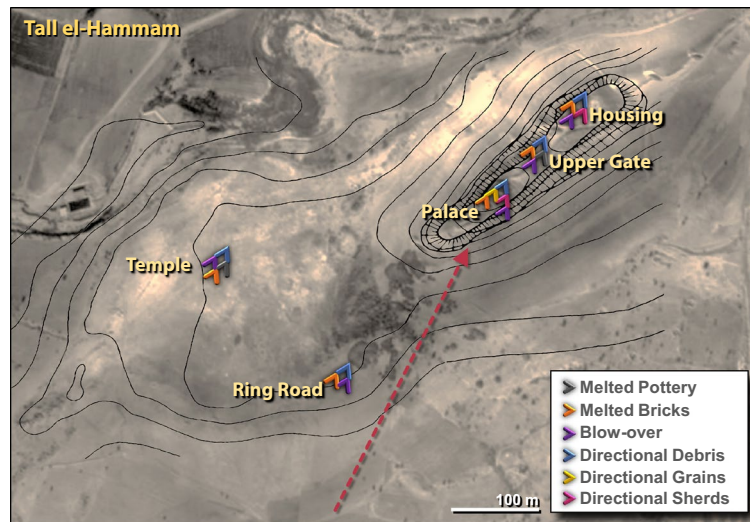 Tall el-Hammam
Housing
Upper Gate
Palace
Temple
Ring Road
Melted Pottery
Melted Bricks
Blow-over
Directional Debris
Directional Grains
Directional Sherds
100 m